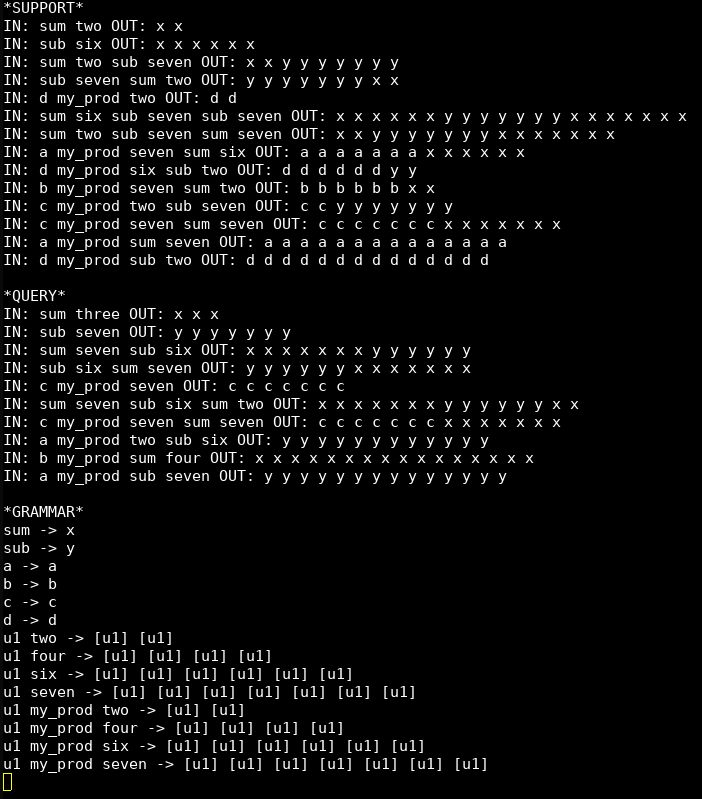 *SUPPORT*
IN: sum two OUT: x x
IN: sub six OUT: x x x x x x
IN: sum two sub seven OUT: x x y y y y y y y
IN: sub seven sum two OUT: y y y y y y y x x
IN: d my_prod two OUT: d d
IN: sum six sub seven sub seven OUT: x x x x x x y y y y y y y x x x x x x x
IN: sum two sub seven sum seven OUT: x x y y y y y y y x x x x x x x
IN: a my_prod seven sum six OUT: a a a a a a a x x x x x x
IN: d my_prod six sub two OUT: d d d d d d y y
IN: b my_prod seven sum two OUT: b b b b b b x x
IN: c my_prod two sub seven OUT: c c y y y y y y y
IN: c my_prod seven sum seven OUT: c c c c c c c x x x x x x x
IN: a my_prod sum seven OUT: a a a a a a a a a a a a a a
IN: d my_prod sub two OUT: d d d d d d d d d d d d d d
*QUERY*
IN: sum three OUT: x x x
IN: sub seven OUT: y y y y y y y
IN: sum seven sub six OUT: x x x x x x x y y y y y y
IN: sub six sum seven OUT: y y y y y y x x x x x x x
IN: c my_prod seven OUT: c c c c c c c
IN: sum seven sub six sum two OUT: x x x x x x x y y y y y y x x
IN: c my_prod seven sum seven OUT: c c c c c c c x x x x x x x
IN: a my_prod two sub six OUT: y y y y y y y y y y y y
IN: b my_prod sum four OUT: x x x x x x x x x x x x x x x x
IN: a my_prod sub seven OUT: y y y y y y y y y y y y y y
*GRAMMAR*
sum -> x
sub -> y
a -> a
b -> b
c -> c
d -> d
u1 two -> [u1] [u1]
u1 four -> [u1] [u1] [u1] [u1]
u1 six -> [u1] [u1] [u1] [u1] [u1] [u1]
u1 seven -> [u1] [u1] [u1] [u1] [u1] [u1] [u1]
u1 my_prod two -> [u1] [u1]
u1 my_prod four -> [u1] [u1] [u1] [u1]
u1 my_prod six -> [u1] [u1] [u1] [u1] [u1] [u1]
u1 my_prod seven -> [u1] [u1] [u1] [u1] [u1] [u1] [u1]